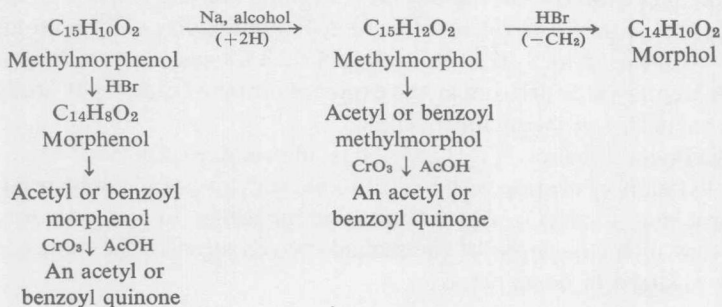 C₁₅H₁₀O₂ Na, alcohol (+2H) C₁₅H₁₂O₂ HBr (−CH₂) C₁₄H₁₀O₂
Methylmorphenol Methylmorphol Morphol
↓ HBr ↓
C₁₄H₈O₂ Acetyl or benzoyl
Morphenol methylmorphol
↓ CrO₃ ↓ AcOH
Acetyl or benzoyl An acetyl or
morphenol benzoyl quinone
CrO₃ ↓ AcOH
An acetyl or
benzoyl quinone